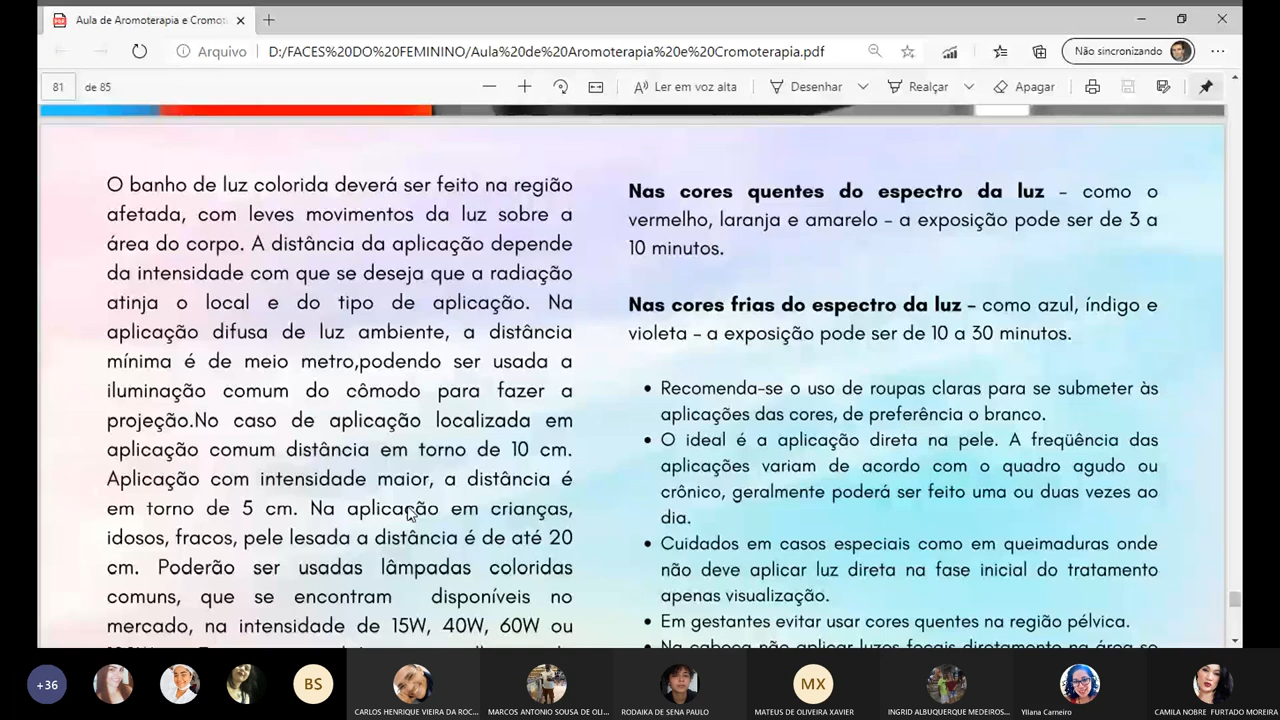 Aula de Aromoterapia e Cromot
Arquivo
D:/FACES%20DO%20FEMININO/Aula%20de%20Aromoterapia%20e%20Cromoterapia.pdf
Não sincronizando
81 de 85
Ler em voz alta
Desenhar
Realçar
Apagar
O banho de luz colorida deverá ser feito na região
afetada, com leves movimentos da luz sobre a
área do corpo. A distância da aplicação depende
da intensidade com que se deseja que a radiação
atinja o local e do tipo de aplicação. Na
aplicação difusa de luz ambiente, a distância
mínima é de meio metro,podendo ser usada a
iluminação comum do cômodo para fazer a
projeção.No caso de aplicação localizada em
aplicação comum distância em torno de 10 cm.
Aplicação com intensidade maior, a distância é
em torno de 5 cm. Na aplicação em crianças,
idosos, fracos, pele lesada a distância é de até 20
cm. Poderão ser usadas lâmpadas coloridas
comuns, que se encontram disponíveis no
mercado, na intensidade de 15W, 40W, 60W ou
Nas cores quentes do espectro da luz - como o
vermelho, laranja e amarelo - a exposição pode ser de 3 a
10 minutos.
Nas cores frias do espectro da luz - como azul, índigo e
violeta - a exposição pode ser de 10 a 30 minutos.
• Recomenda-se o uso de roupas claras para se submeter às
aplicações das cores, de preferência o branco.
• O ideal é a aplicação direta na pele. A freqüência das
aplicações variam de acordo com o quadro agudo ou
crônico, geralmente poderá ser feito uma ou duas vezes ao
dia.
• Cuidados em casos especiais como em queimaduras onde
não deve aplicar luz direta na fase inicial do tratamento
apenas visualização.
• Em gestantes evitar usar cores quentes na região pélvica.
• Na cabeça não aplicar luzes focais diretamente na área se
+36
BS
MX
CARLOS HENRIQUE VIEIRA DA ROC...
MARCOS ANTONIO SOUSA DE OLI...
RODAIKA DE SENA PAULO
MATEUS DE OLIVEIRA XAVIER
INGRID ALBUQUERQUE MEDEIROS...
Yllana Carneiro
CAMILA NOBRE FURTADO MOREIRA